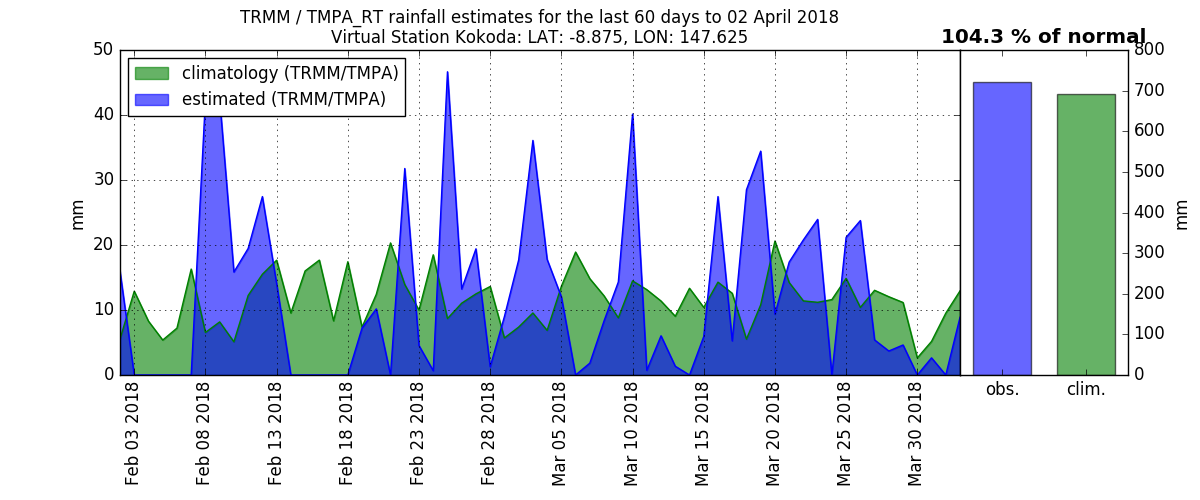 TRMM / TMPA_RT rainfall estimates for the last 60 days to 02 April 2018
Virtual Station Kokoda: LAT: -8.875, LON: 147.625
104.3 % of normal
climatology (TRMM/TMPA)
estimated (TRMM/TMPA)
mm
50
40
30
20
10
0
Feb 03 2018
Feb 08 2018
Feb 13 2018
Feb 18 2018
Feb 23 2018
Feb 28 2018
Mar 05 2018
Mar 10 2018
Mar 15 2018
Mar 20 2018
Mar 25 2018
Mar 30 2018
obs.
clim.
800
700
600
500
400
300
200
100
0
mm